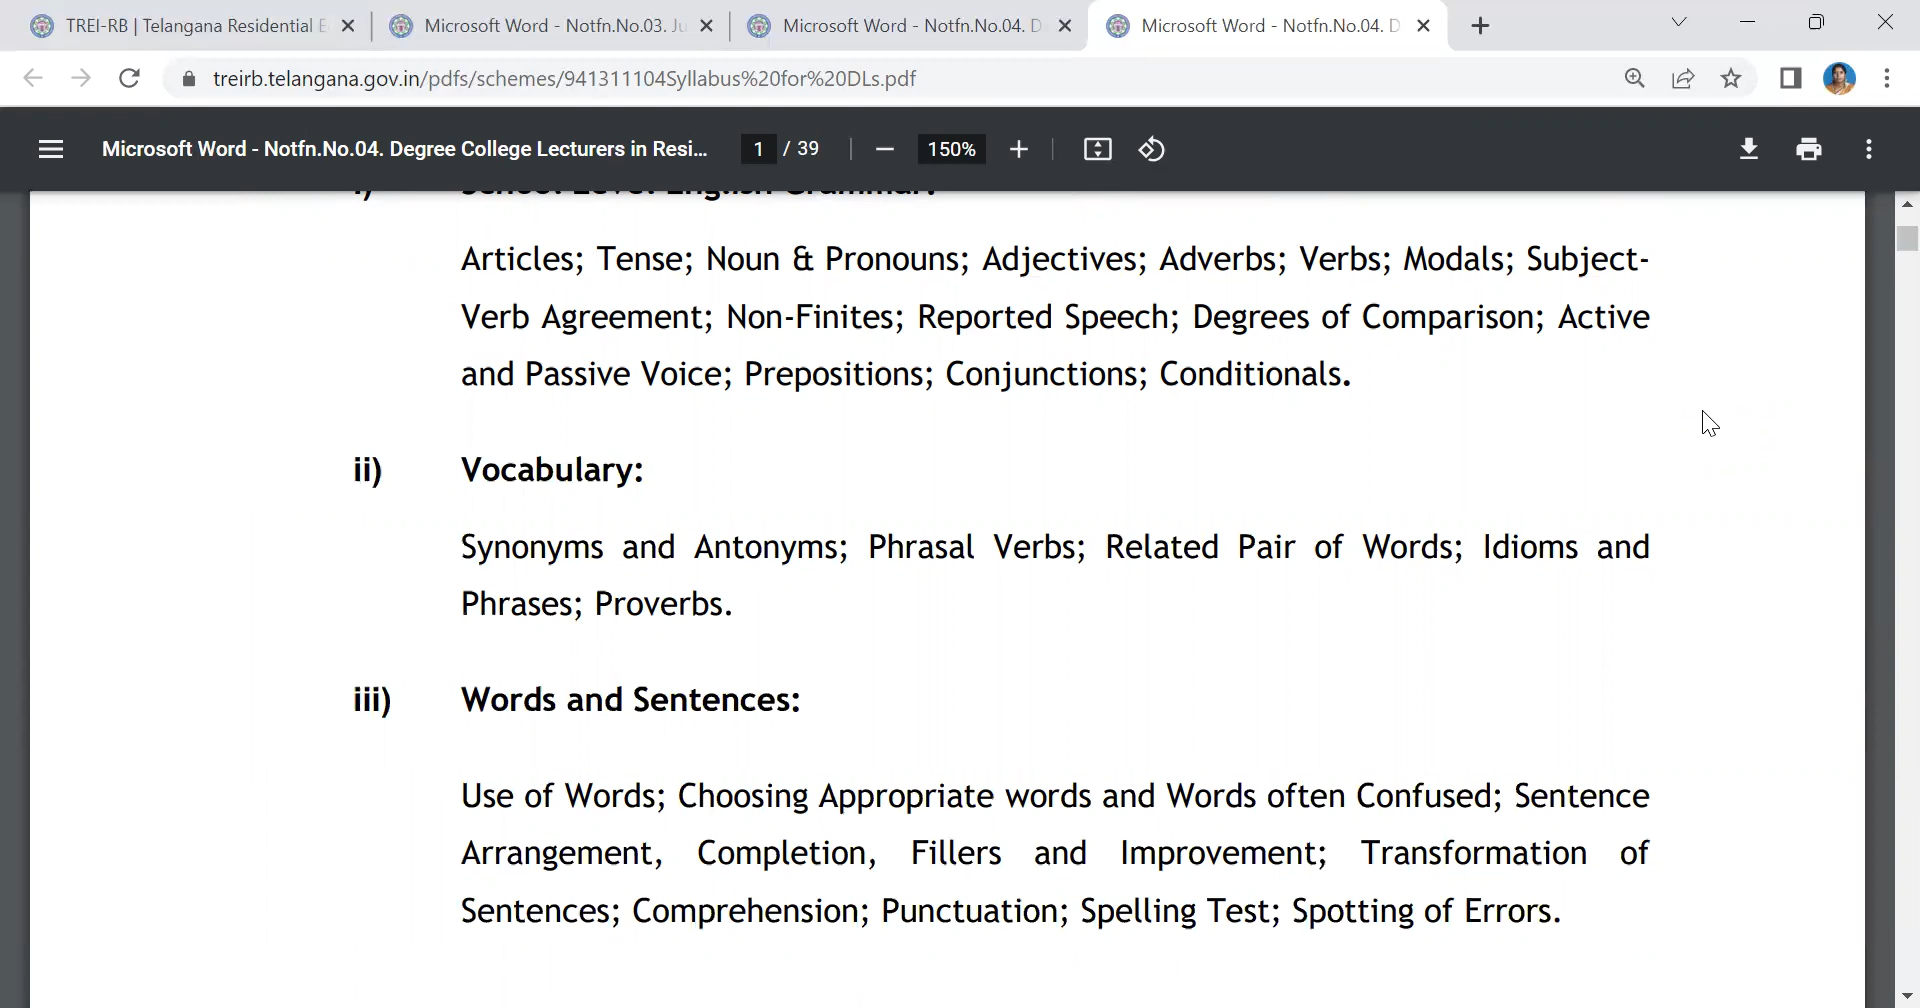 TREI-RB | Telangana Residential E
Microsoft Word - Notfn.No.03. Ju
Microsoft Word - Notfn.No.04. D
Microsoft Word - Notfn.No.04. D
treirb.telangana.gov.in/pdfs/schemes/941311104Syllabus%20for%20DLs.pdf
Microsoft Word - Notfn.No.04. Degree College Lecturers in Resi... 1 / 39 150%
i) School Level English Grammar:
Articles; Tense; Noun & Pronouns; Adjectives; Adverbs; Verbs; Modals; Subject-
Verb Agreement; Non-Finites; Reported Speech; Degrees of Comparison; Active
and Passive Voice; Prepositions; Conjunctions; Conditionals.
ii) Vocabulary:
Synonyms and Antonyms; Phrasal Verbs; Related Pair of Words; Idioms and
Phrases; Proverbs.
iii) Words and Sentences:
Use of Words; Choosing Appropriate words and Words often Confused; Sentence
Arrangement, Completion, Fillers and Improvement; Transformation of
Sentences; Comprehension; Punctuation; Spelling Test; Spotting of Errors.